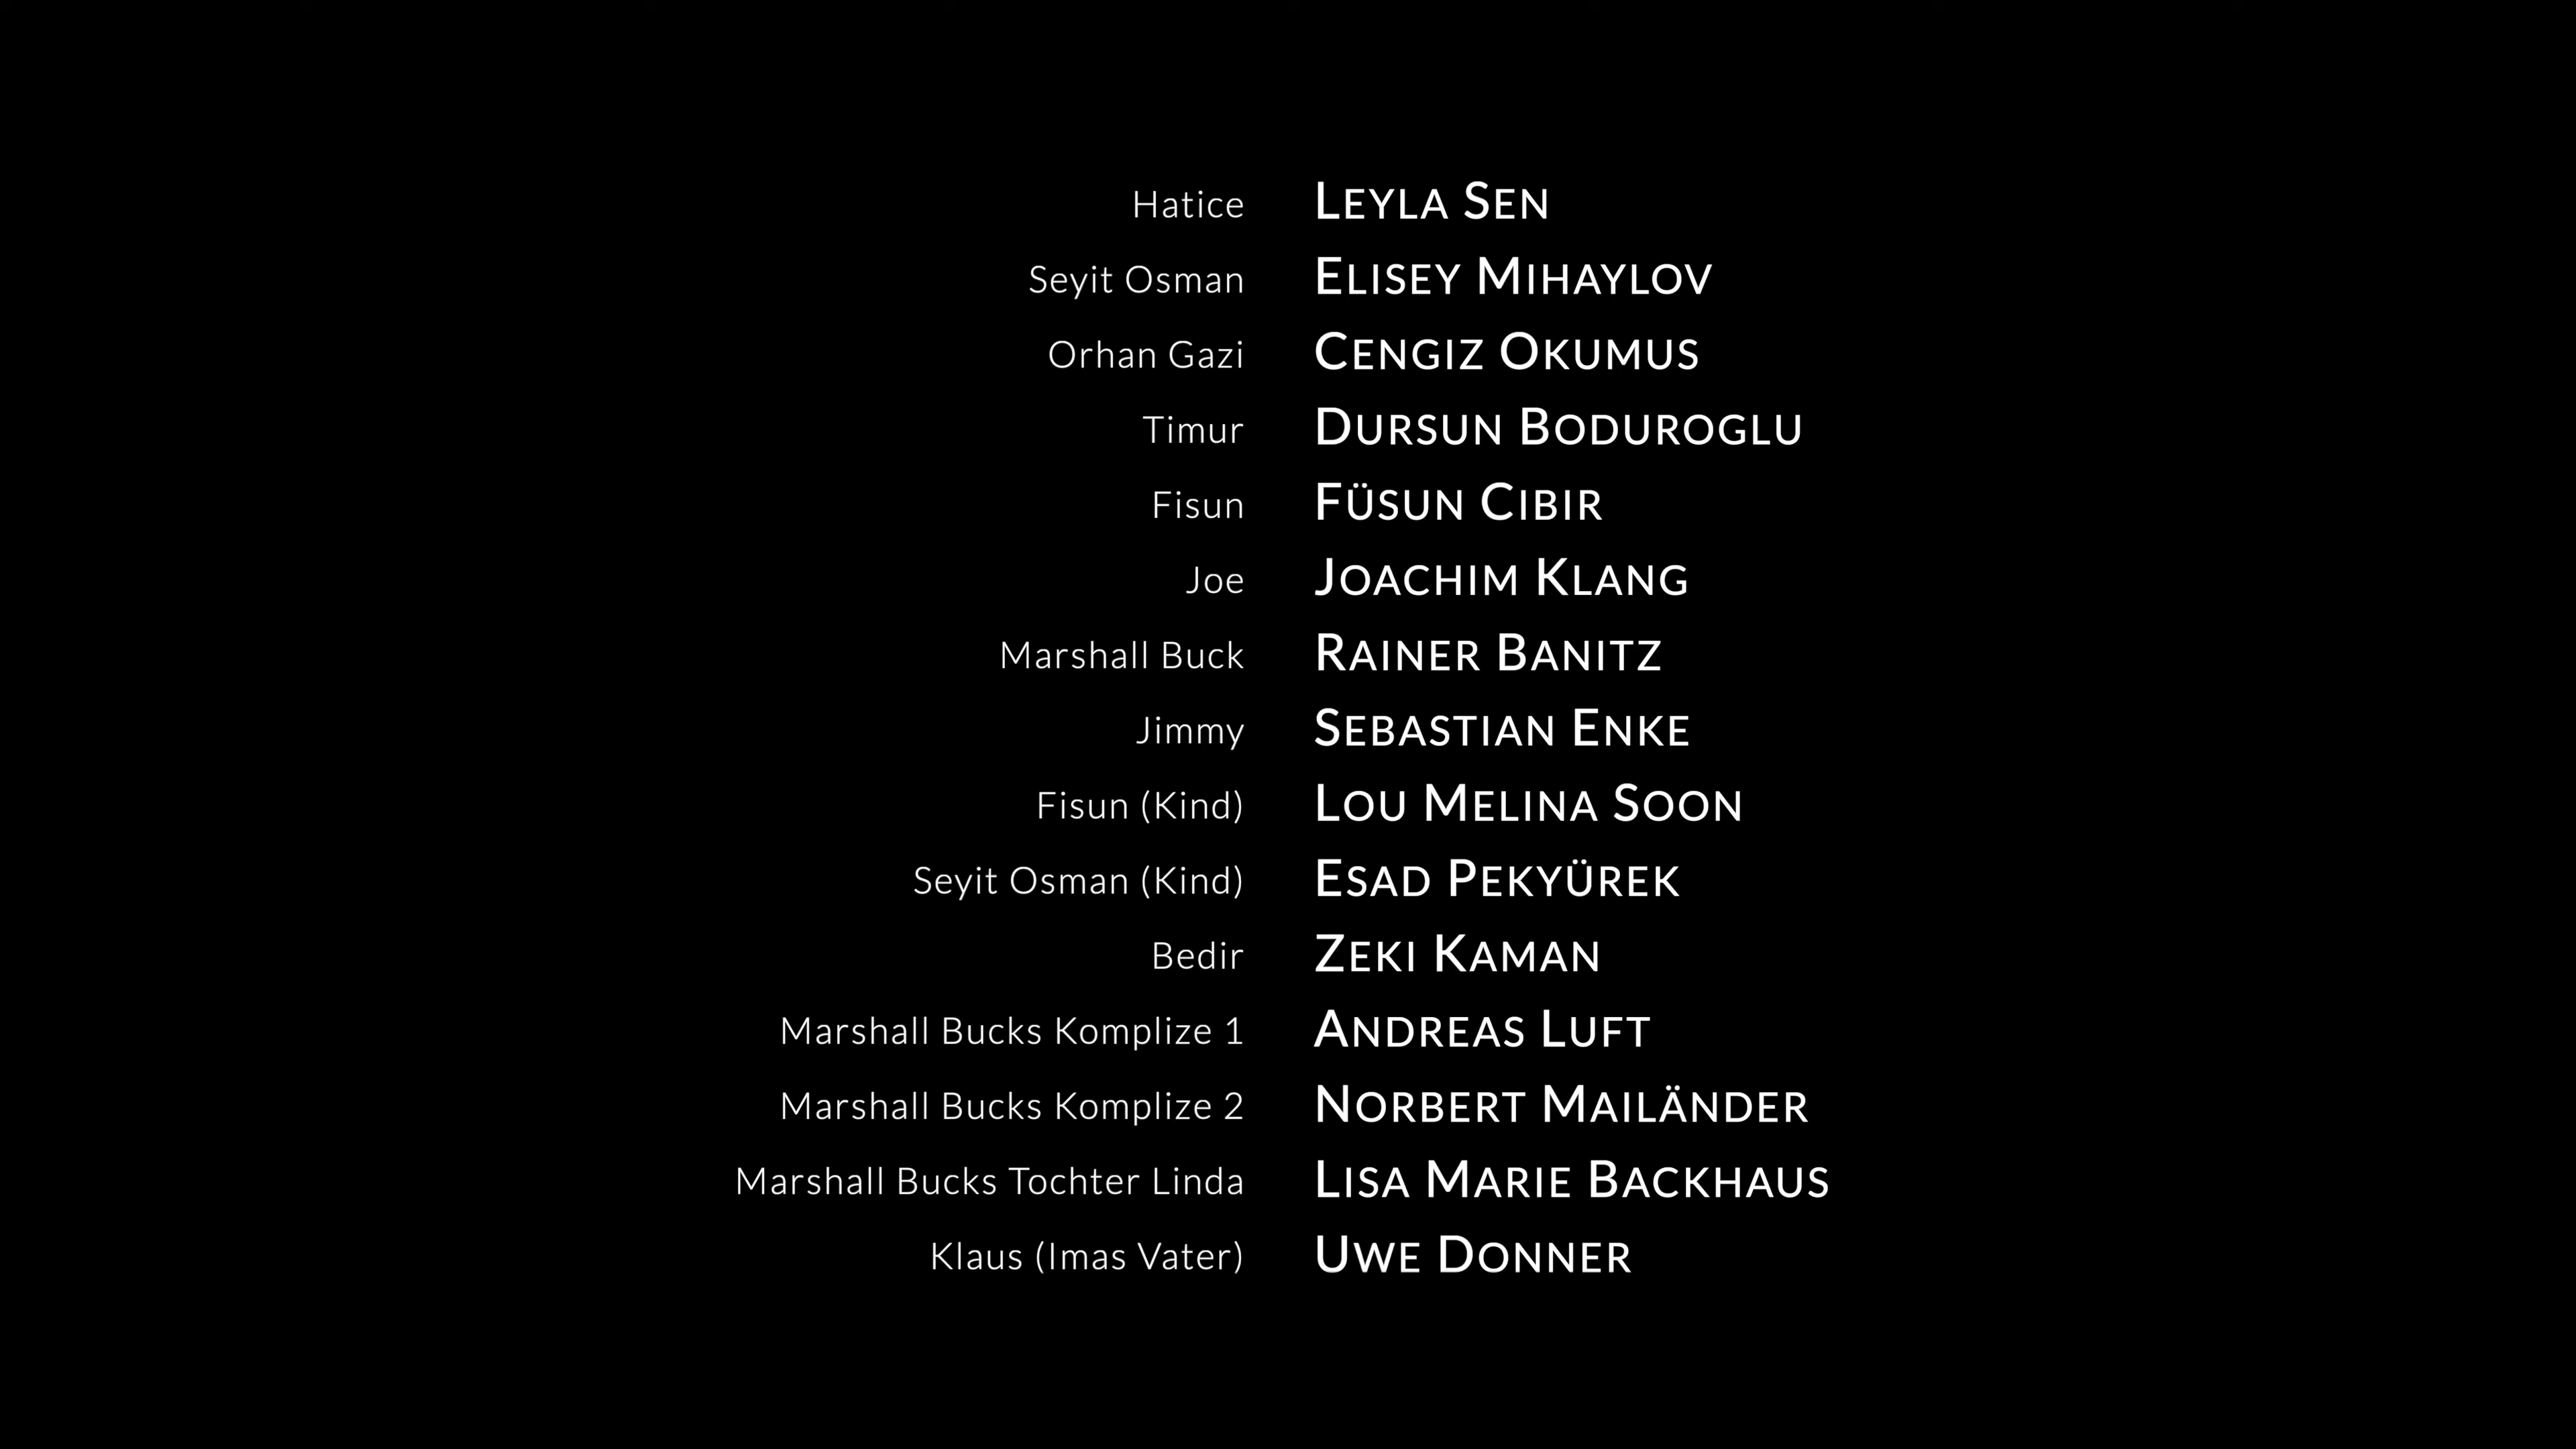 Hatice LEYLA SEN
Seyit Osman ELISEY MIHAYLOV
Orhan Gazi CENGIZ OKUMUS
Timur DURSUN BODUROGLU
Fisun FÜSUN CIBIR
Joe JOACHIM KLANG
Marshall Buck RAINER BANITZ
Jimmy SEBASTIAN ENKE
Fisun (Kind) LOU MELINA SOON
Seyit Osman (Kind) ESAD PEKYÜREK
Bedir ZEKI KAMAN
Marshall Bucks Komplize 1 ANDREAS LUFT
Marshall Bucks Komplize 2 NORBERT MAILÄNDER
Marshall Bucks Tochter Linda LISA MARIE BACKHAUS
Klaus (Imas Vater) UWE DONNER